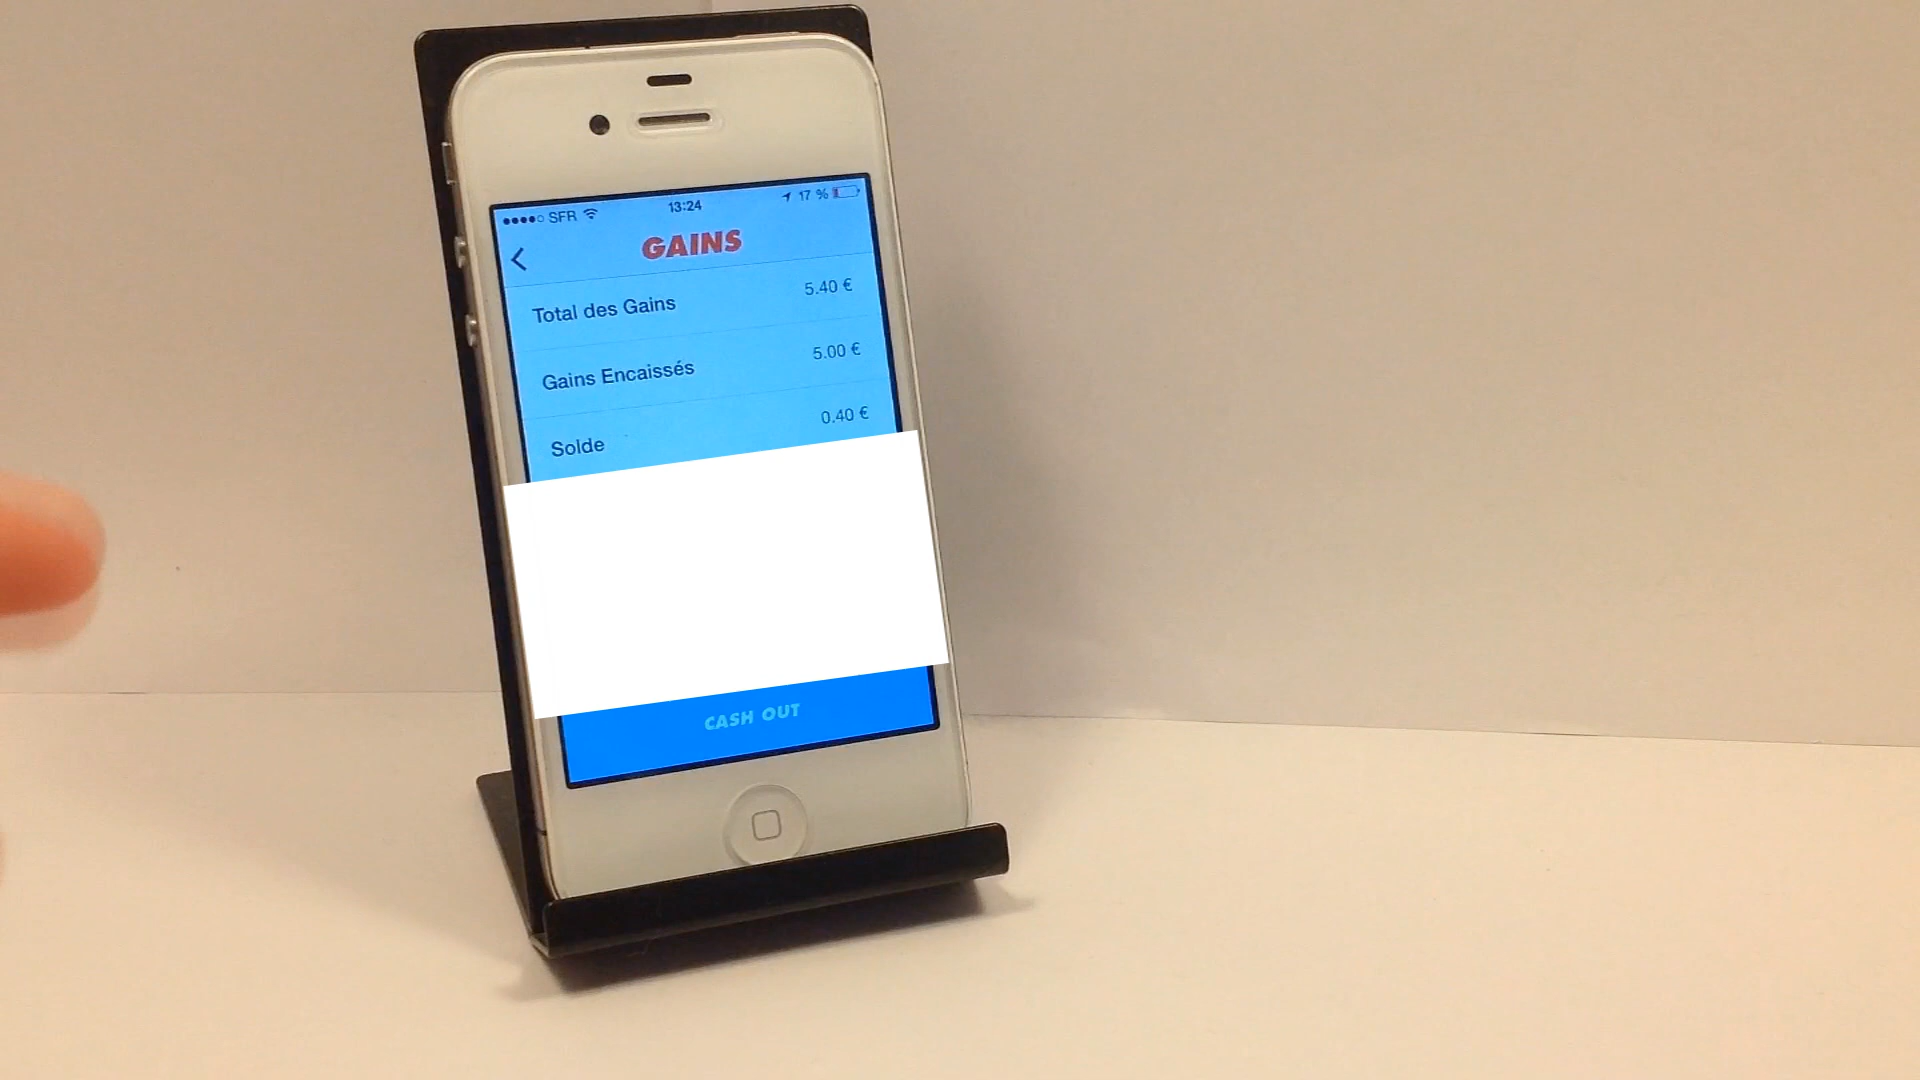 SFR 13:24 17 %
GAINS
Total des Gains 5.40 €
Gains Encaissés 5.00 €
Solde 0.40 €
CASH OUT